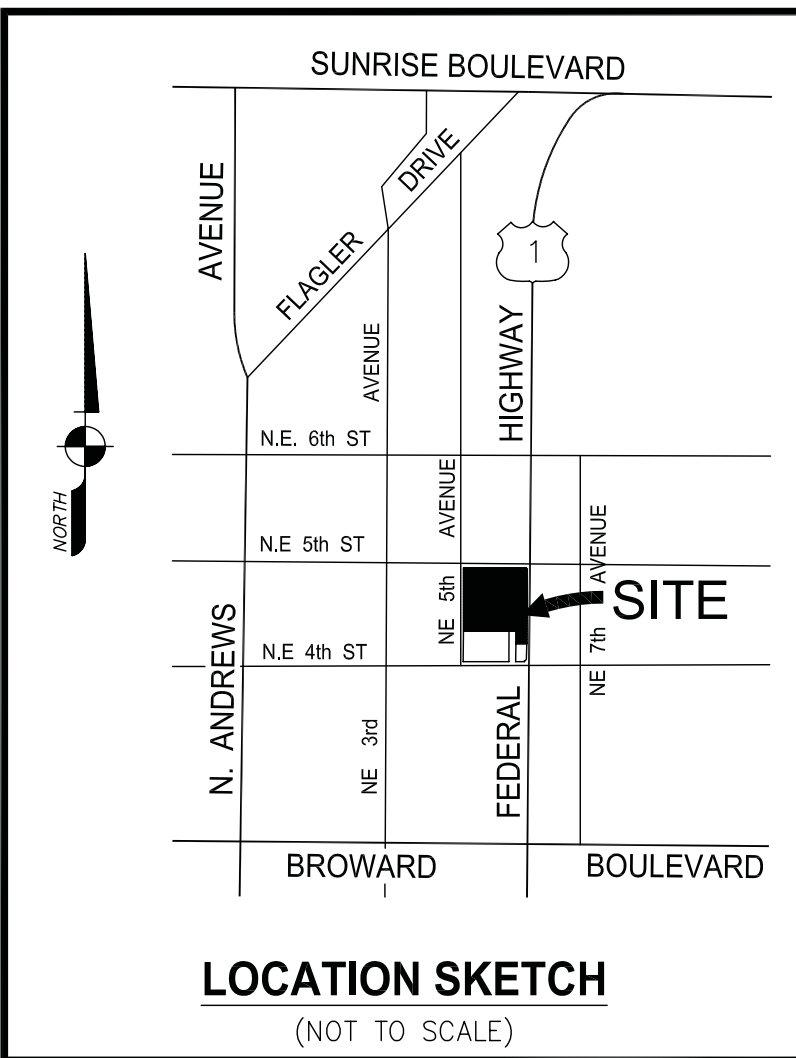 SUNRISE BOULEVARD
AVENUE
FLAGLER DRIVE
1
AVENUE
HIGHWAY
N.E. 6th ST
NORTH
AVENUE
N.E 5th ST
AVENUE
NE 5th
SITE
N.E 4th ST
NE 7th
N. ANDREWS
NE 3rd
FEDERAL
BROWARD BOULEVARD
LOCATION SKETCH
(NOT TO SCALE)